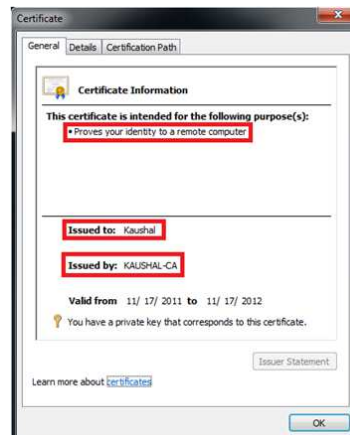 Certificate
General Details Certification Path
Certificate Information
This certificate is intended for the following purpose(s):
• Proves your identity to a remote computer
Issued to: Kaushal
Issued by: KAUSHAL-CA
Valid from 11/ 17/ 2011 to 11/ 17/ 2012
You have a private key that corresponds to this certificate.
Issuer Statement
Learn more about certificates
OK